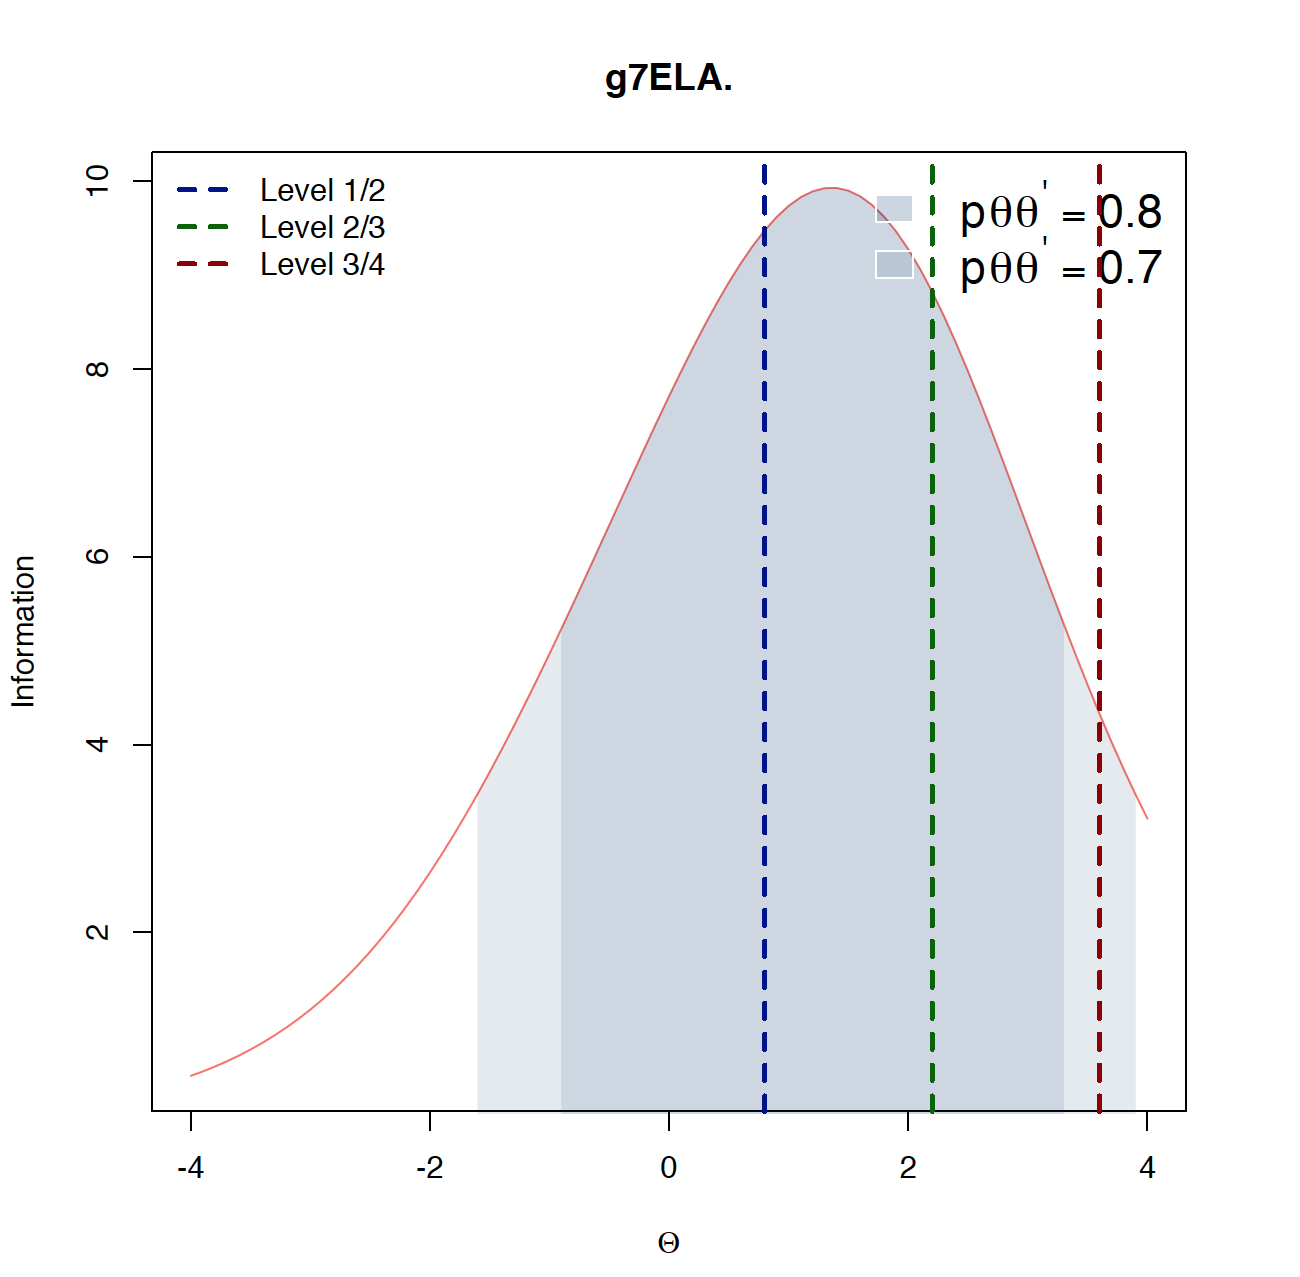 g7ELA.
Level 1/2
Level 2/3
Level 3/4
pθθ' = 0.8
pθθ' = 0.7
Information
10
8
6
4
2
-4 -2 0 2 4
Θ